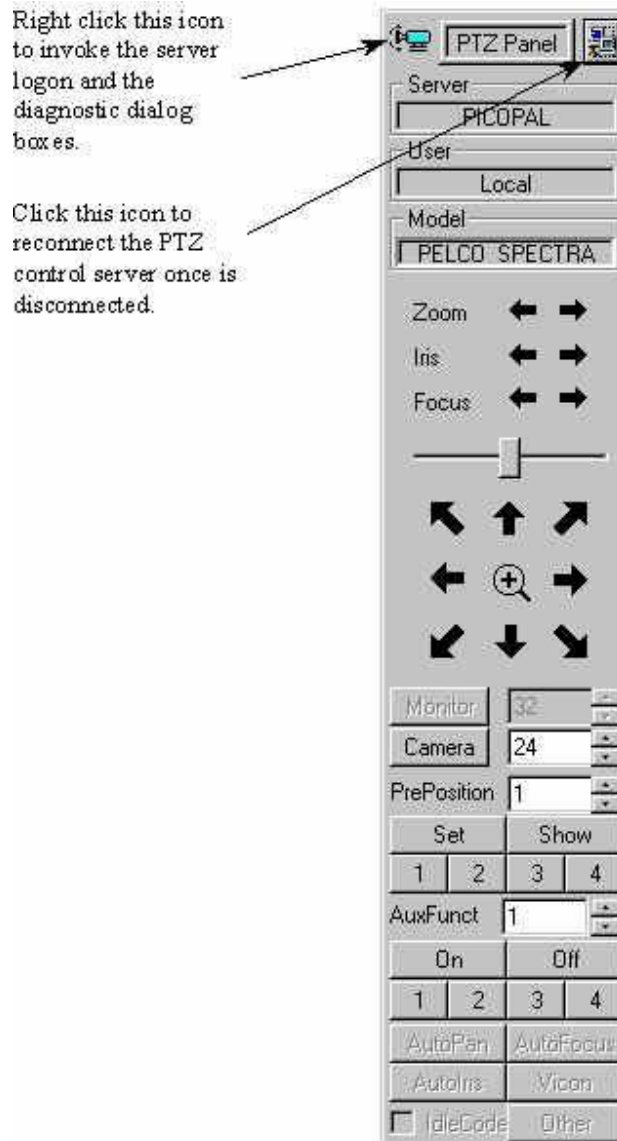 Right click this icon
to invoke the server
logon and the
diagnostic dialog
boxes.
Click this icon to
reconnect the PTZ
control server once is
disconnected.
PTZ Panel
Server
PICOPAL
User
Local
Model
PELCO SPECTRA
Zoom
Iris
Focus
Monitor 32
Camera 24
PrePosition 1
Set Show
1 2 3 4
AuxFunct 1
On Off
1 2 3 4
AutoPan AutoFocus
AutoIris Vicon
IdleCode Other